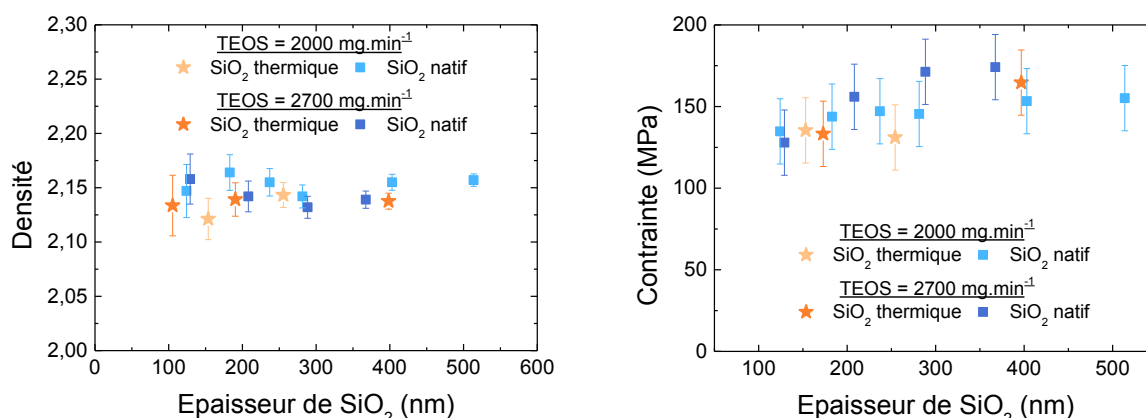 2,30
2,25
2,20
2,15
2,10
2,05
2,00
Densité
TEOS = 2000 mg.min⁻¹
SiO₂ thermique SiO₂ natif
TEOS = 2700 mg.min⁻¹
SiO₂ thermique SiO₂ natif
0 100 200 300 400 500 600
Epaisseur de SiO₂ (nm)
200
150
100
50
0
Contrainte (MPa)
TEOS = 2000 mg.min⁻¹
SiO₂ thermique SiO₂ natif
TEOS = 2700 mg.min⁻¹
SiO₂ thermique SiO₂ natif
100 200 300 400 500
Epaisseur de SiO₂ (nm)